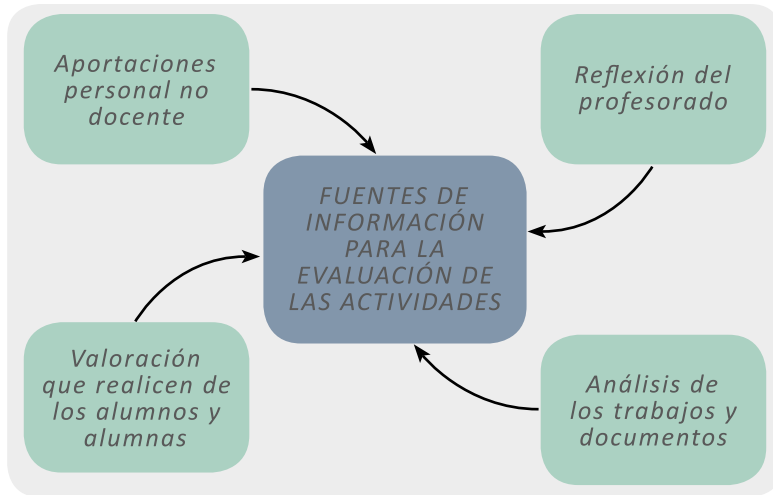 Aportaciones
personal no
docente
Reflexión del
profesorado
FUENTES DE
INFORMACIÓN
PARA LA
EVALUACIÓN DE
LAS ACTIVIDADES
Valoración
que realicen de
los alumnos y
alumnas
Análisis de
los trabajos y
documentos